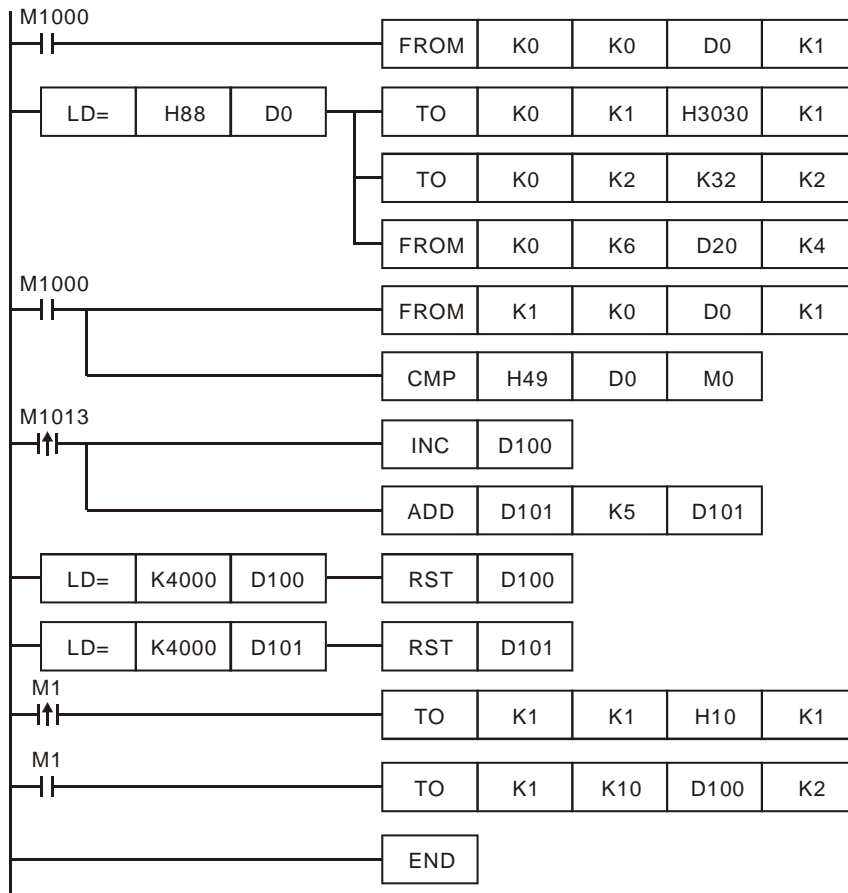 M1000
FROM K0 K0 D0 K1
LD= H88 D0 TO K0 K1 H3030 K1
TO K0 K2 K32 K2
FROM K0 K6 D20 K4
M1000
FROM K1 K0 D0 K1
CMP H49 D0 M0
M1013
INC D100
ADD D101 K5 D101
LD= K4000 D100 RST D100
LD= K4000 D101 RST D101
M1
TO K1 K1 H10 K1
M1
TO K1 K10 D100 K2
END